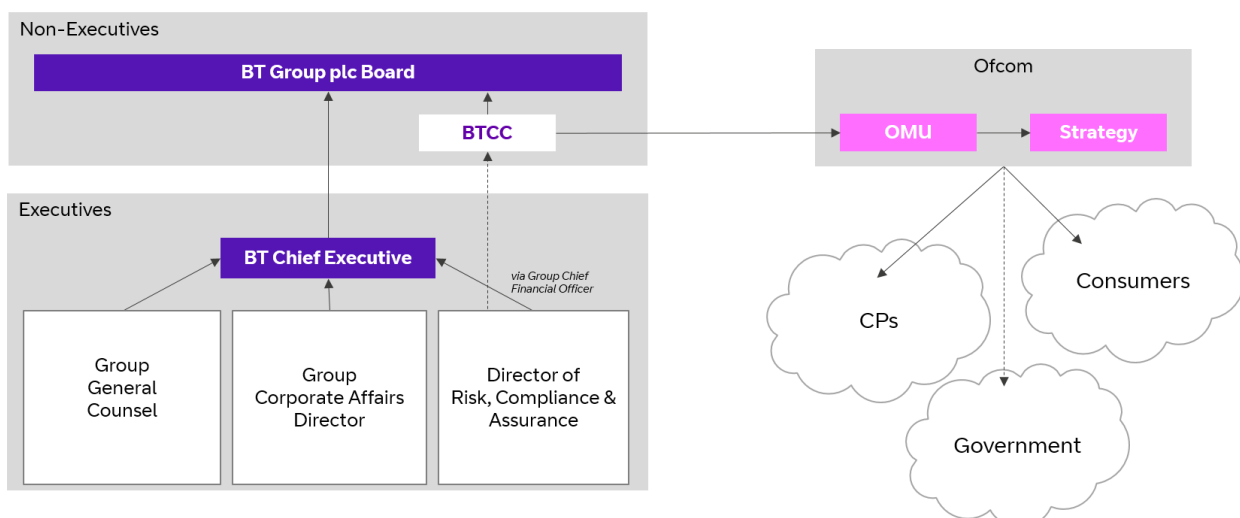 Non-Executives
BT Group plc Board
BTCC
Ofcom
OMU
Strategy
Executives
BT Chief Executive
via Group Chief
Financial Officer
Group
General
Counsel
Group
Corporate Affairs
Director
Director of
Risk, Compliance &
Assurance
CPs
Consumers
Government